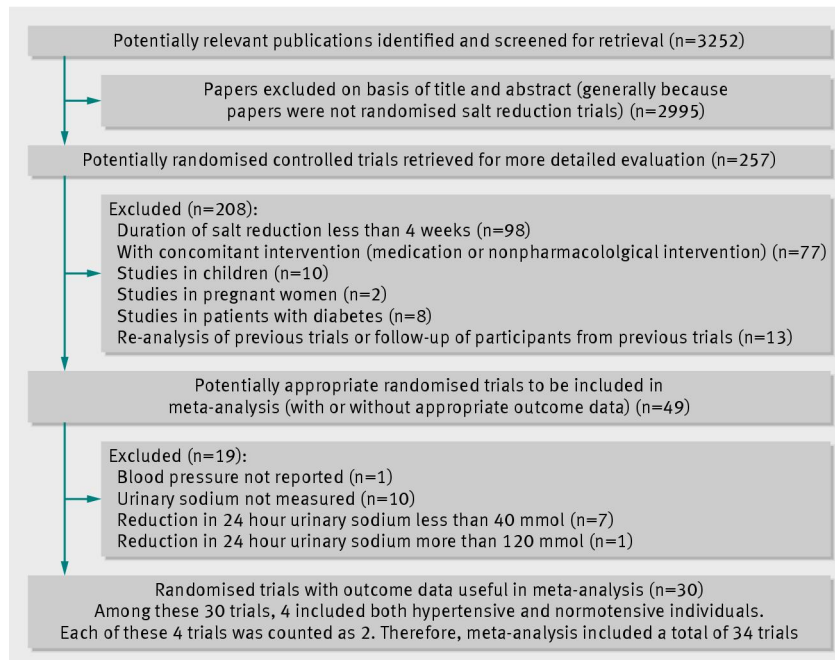 Potentially relevant publications identified and screened for retrieval (n=3252)
Papers excluded on basis of title and abstract (generally because
papers were not randomised salt reduction trials) (n=2995)
Potentially randomised controlled trials retrieved for more detailed evaluation (n=257)
Excluded (n=208):
Duration of salt reduction less than 4 weeks (n=98)
With concomitant intervention (medication or nonpharmacololgical intervention) (n=77)
Studies in children (n=10)
Studies in pregnant women (n=2)
Studies in patients with diabetes (n=8)
Re-analysis of previous trials or follow-up of participants from previous trials (n=13)
Potentially appropriate randomised trials to be included in
meta-analysis (with or without appropriate outcome data) (n=49)
Excluded (n=19):
Blood pressure not reported (n=1)
Urinary sodium not measured (n=10)
Reduction in 24 hour urinary sodium less than 40 mmol (n=7)
Reduction in 24 hour urinary sodium more than 120 mmol (n=1)
Randomised trials with outcome data useful in meta-analysis (n=30)
Among these 30 trials, 4 included both hypertensive and normotensive individuals.
Each of these 4 trials was counted as 2. Therefore, meta-analysis included a total of 34 trials